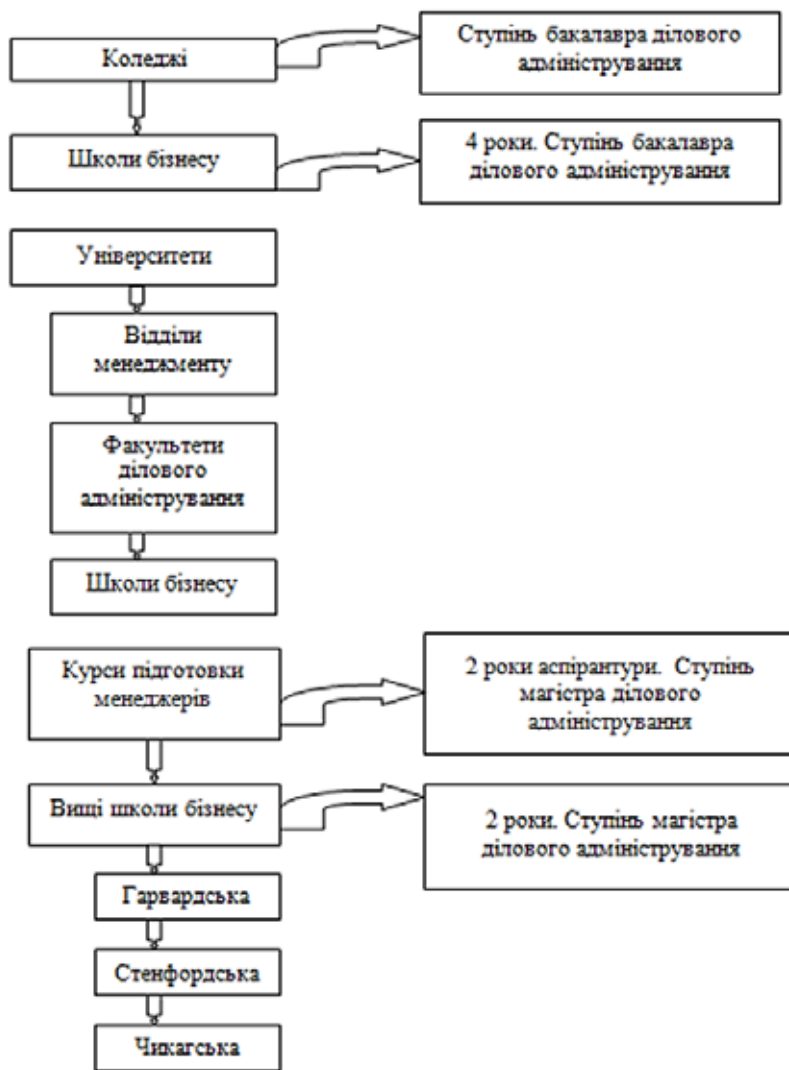 Коледжі
Ступінь бакалавра ділового
адміністрування
Школи бізнесу
4 роки. Ступінь бакалавра
ділового адміністрування
Університети
Відділи
менеджменту
Факультети
ділового
адміністрування
Школи бізнесу
Курси підготовки
менеджерів
2 роки аспірантури. Ступінь
магістра ділового
адміністрування
Вищі школи бізнесу
2 роки. Ступінь магістра
ділового адміністрування
Гарвардська
Стенфордська
Чикагська